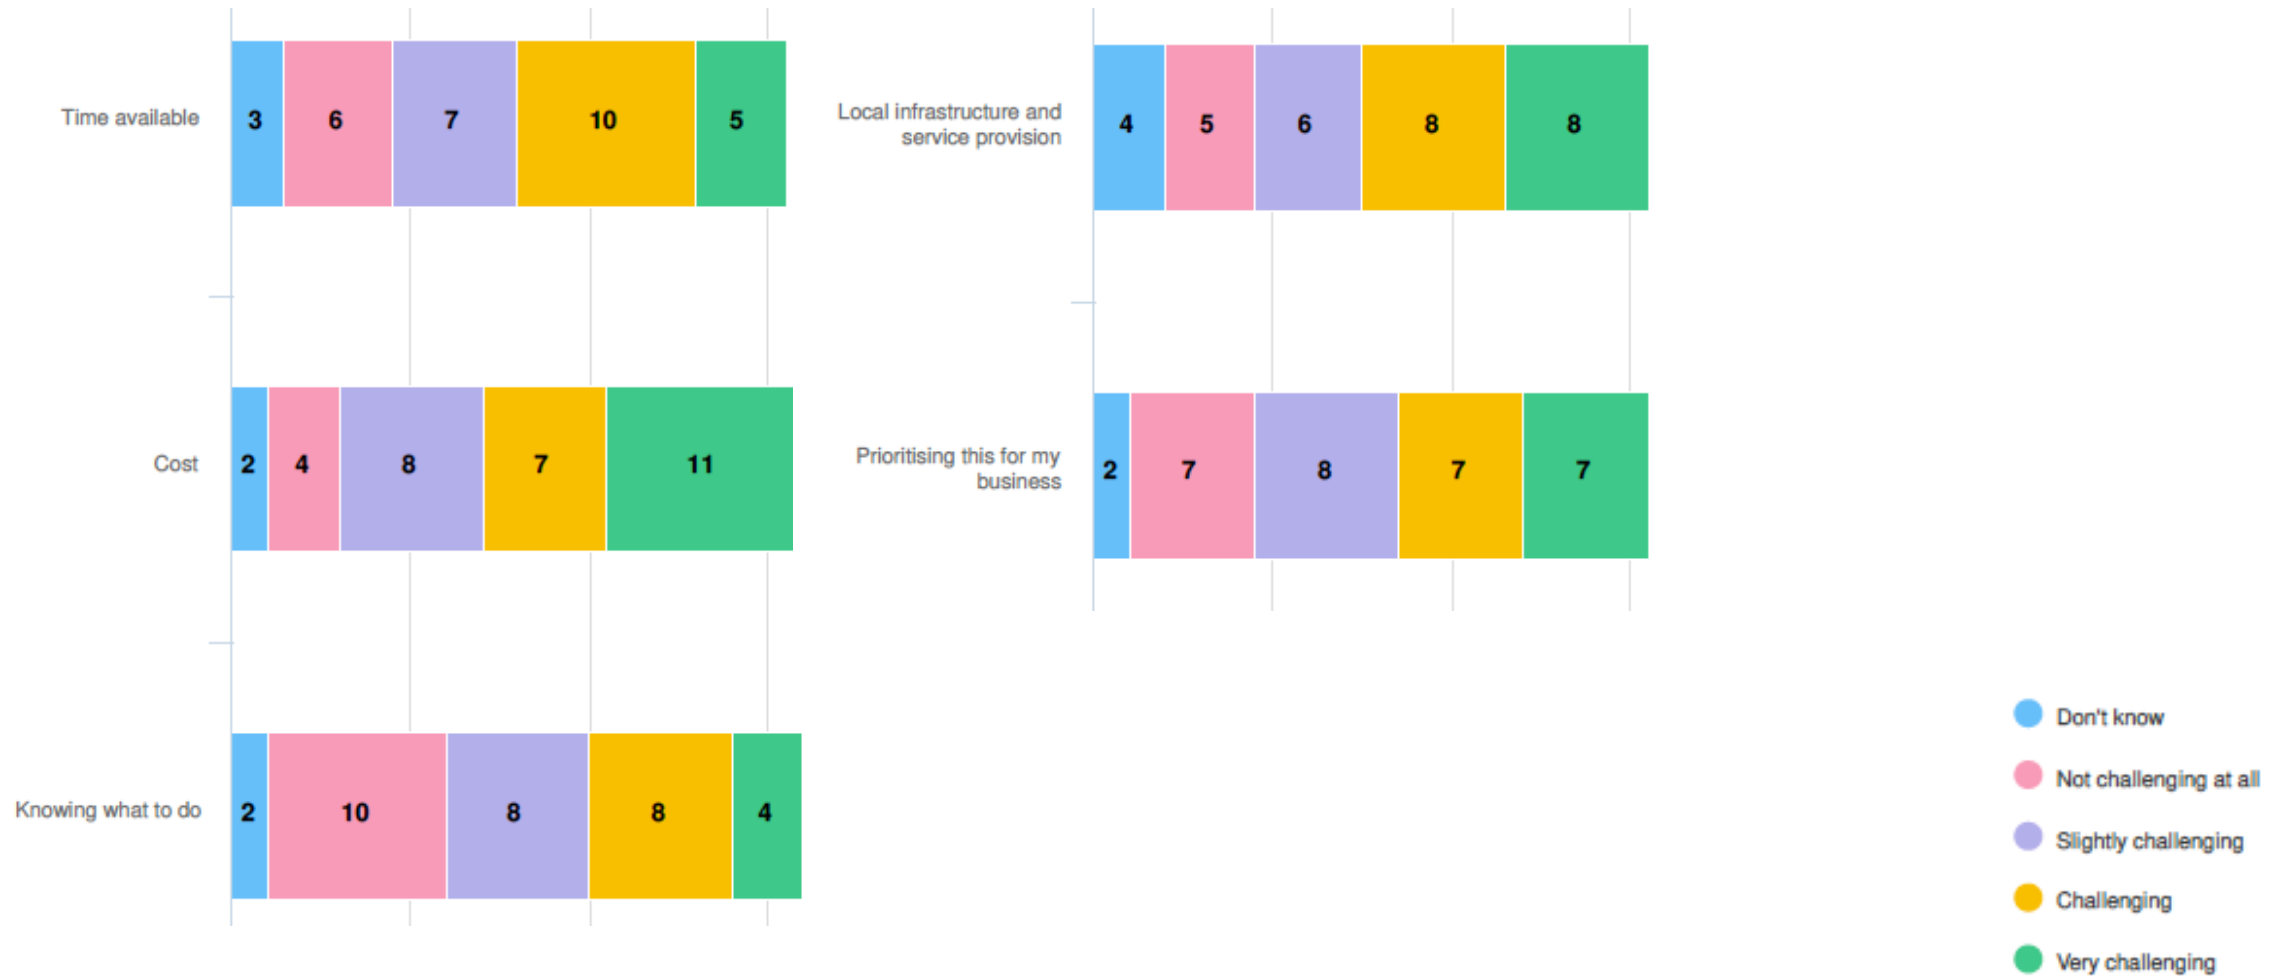 Time available
3 6 7 10 5
Cost
2 4 8 7 11
Knowing what to do
2 10 8 8 4
Local infrastructure and
service provision
4 5 6 8 8
Prioritising this for my
business
2 7 8 7 7
Don't know
Not challenging at all
Slightly challenging
Challenging
Very challenging